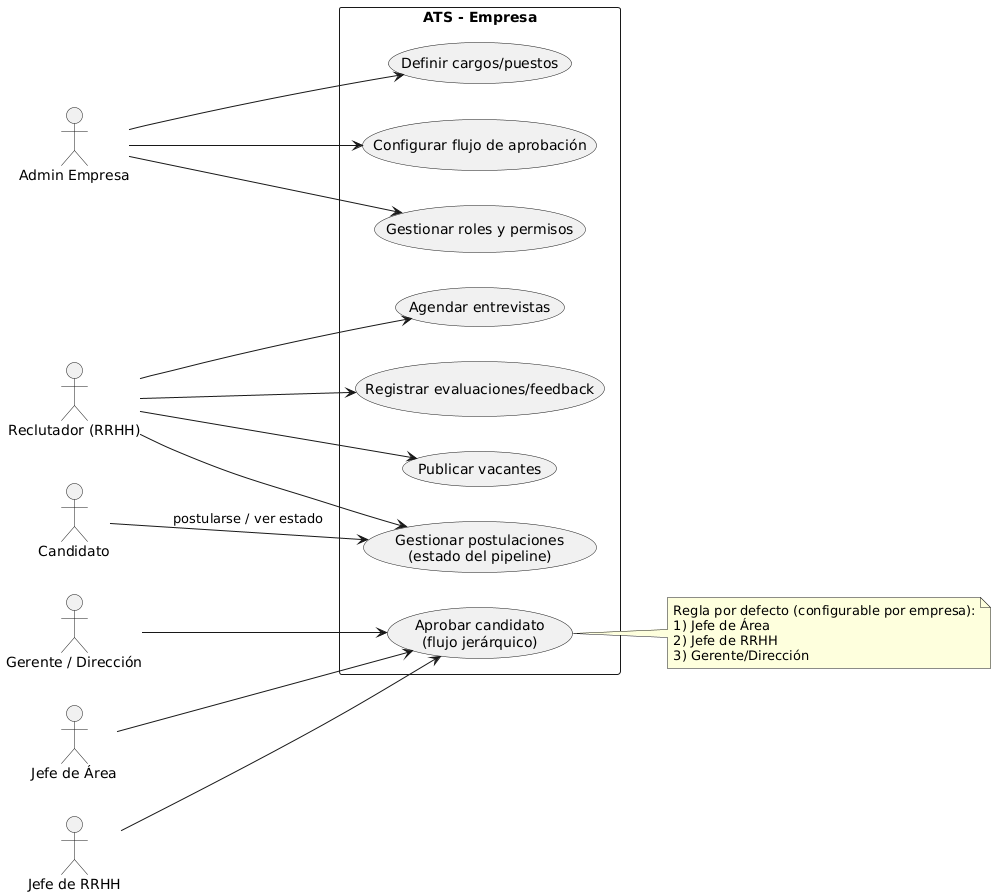 ATS - Empresa
Definir cargos/puestos
Admin Empresa
Configurar flujo de aprobación
Gestionar roles y permisos
Agendar entrevistas
Registrar evaluaciones/feedback
Reclutador (RRHH)
Publicar vacantes
postularse / ver estado
Candidato
Gestionar postulaciones
(estado del pipeline)
Aprobar candidato
(flujo jerárquico)
Regla por defecto (configurable por empresa):
1) Jefe de Área
2) Jefe de RRHH
3) Gerente/Dirección
Gerente / Dirección
Jefe de Área
Jefe de RRHH